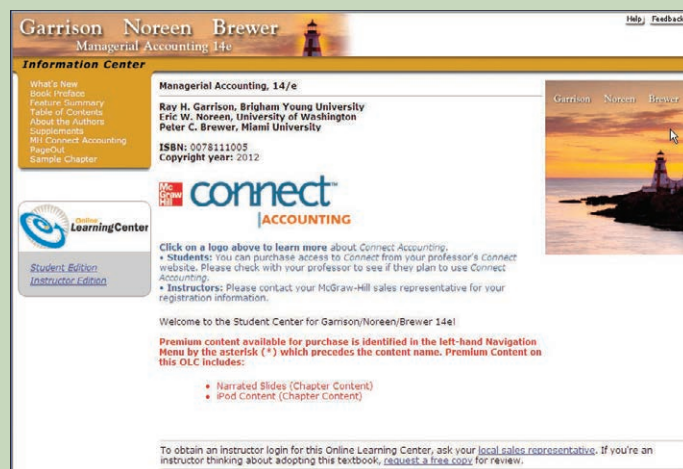 Garrison Noreen Brewer
Managerial Accounting 14e
Help
Feedback
Information Center
What's New
Book Preface
Feature Summary
Table of Contents
About the Authors
Supplements
MH Connect Accounting
PageOut
Sample Chapter
Online
LearningCenter
Student Edition
Instructor Edition
Managerial Accounting, 14/e
Ray H. Garrison, Brigham Young University
Eric W. Noreen, University of Washington
Peter C. Brewer, Miami University
ISBN: 0078111005
Copyright year: 2012
Mc
Graw
Hill
connect™
ACCOUNTING
Click on a logo above to learn more about Connect Accounting.
• Students: You can purchase access to Connect from your professor's Connect
website. Please check with your professor to see if they plan to use Connect
Accounting.
• Instructors: Please contact your McGraw-Hill sales representative for your
registration information.
Welcome to the Student Center for Garrison/Noreen/Brewer 14e!
Premium content available for purchase is identified in the left-hand Navigation
Menu by the asterisk (*) which precedes the content name. Premium Content on
this OLC includes:
• Narrated Slides (Chapter Content)
• iPod Content (Chapter Content)
To obtain an instructor login for this Online Learning Center, ask your local sales representative. If you're an
instructor thinking about adopting this textbook, request a free copy for review.
Garrison Noreen Brewer